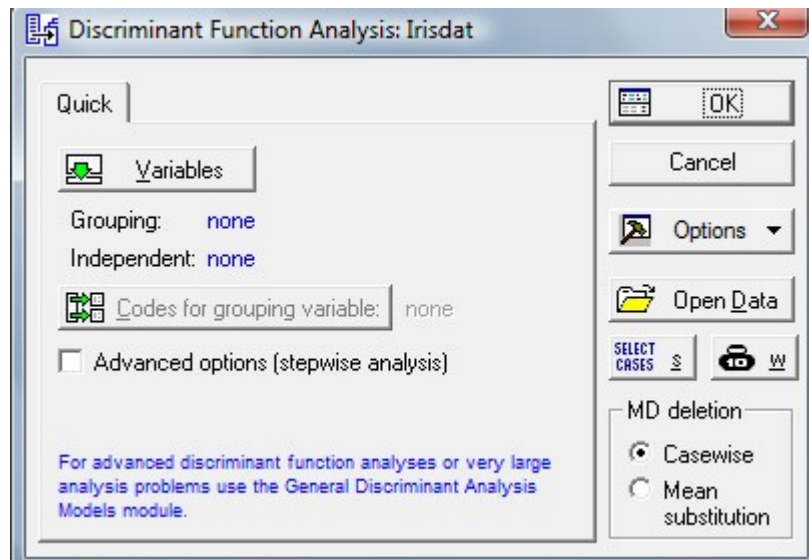 Discriminant Function Analysis: Irisdat
X
Quick
Variables
Grouping: none
Independent: none
Codes for grouping variable: none
Advanced options (stepwise analysis)
For advanced discriminant function analyses or very large
analysis problems use the General Discriminant Analysis
Models module.
OK
Cancel
Options
Open Data
SELECT
CASES S
W
MD deletion
Casewise
Mean
substitution